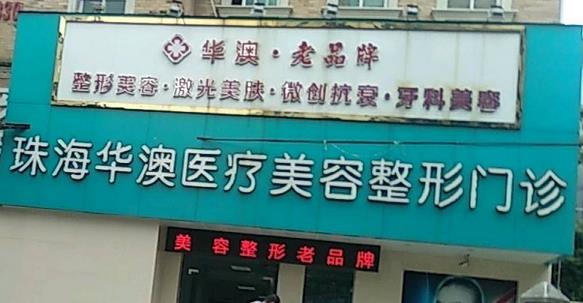 华澳·老品牌
整形美容·激光美肤·微创抗衰·牙科美容
珠海华澳医疗美容整形门诊
美容整形老品牌